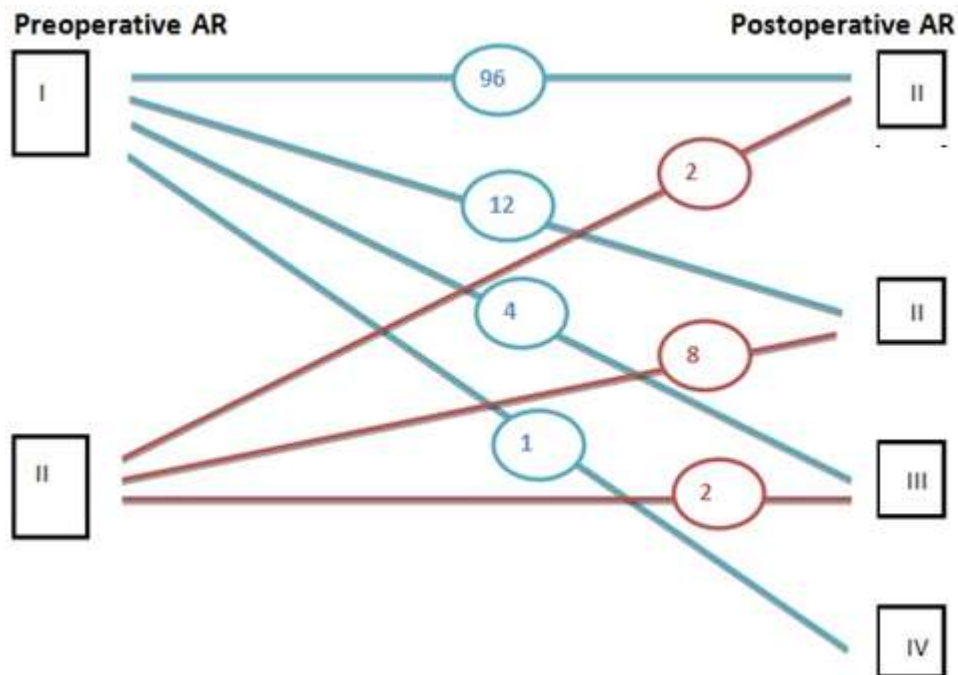 Preoperative AR Postoperative AR
I 96 II
2
12
II
4
8
1
II III
2
IV